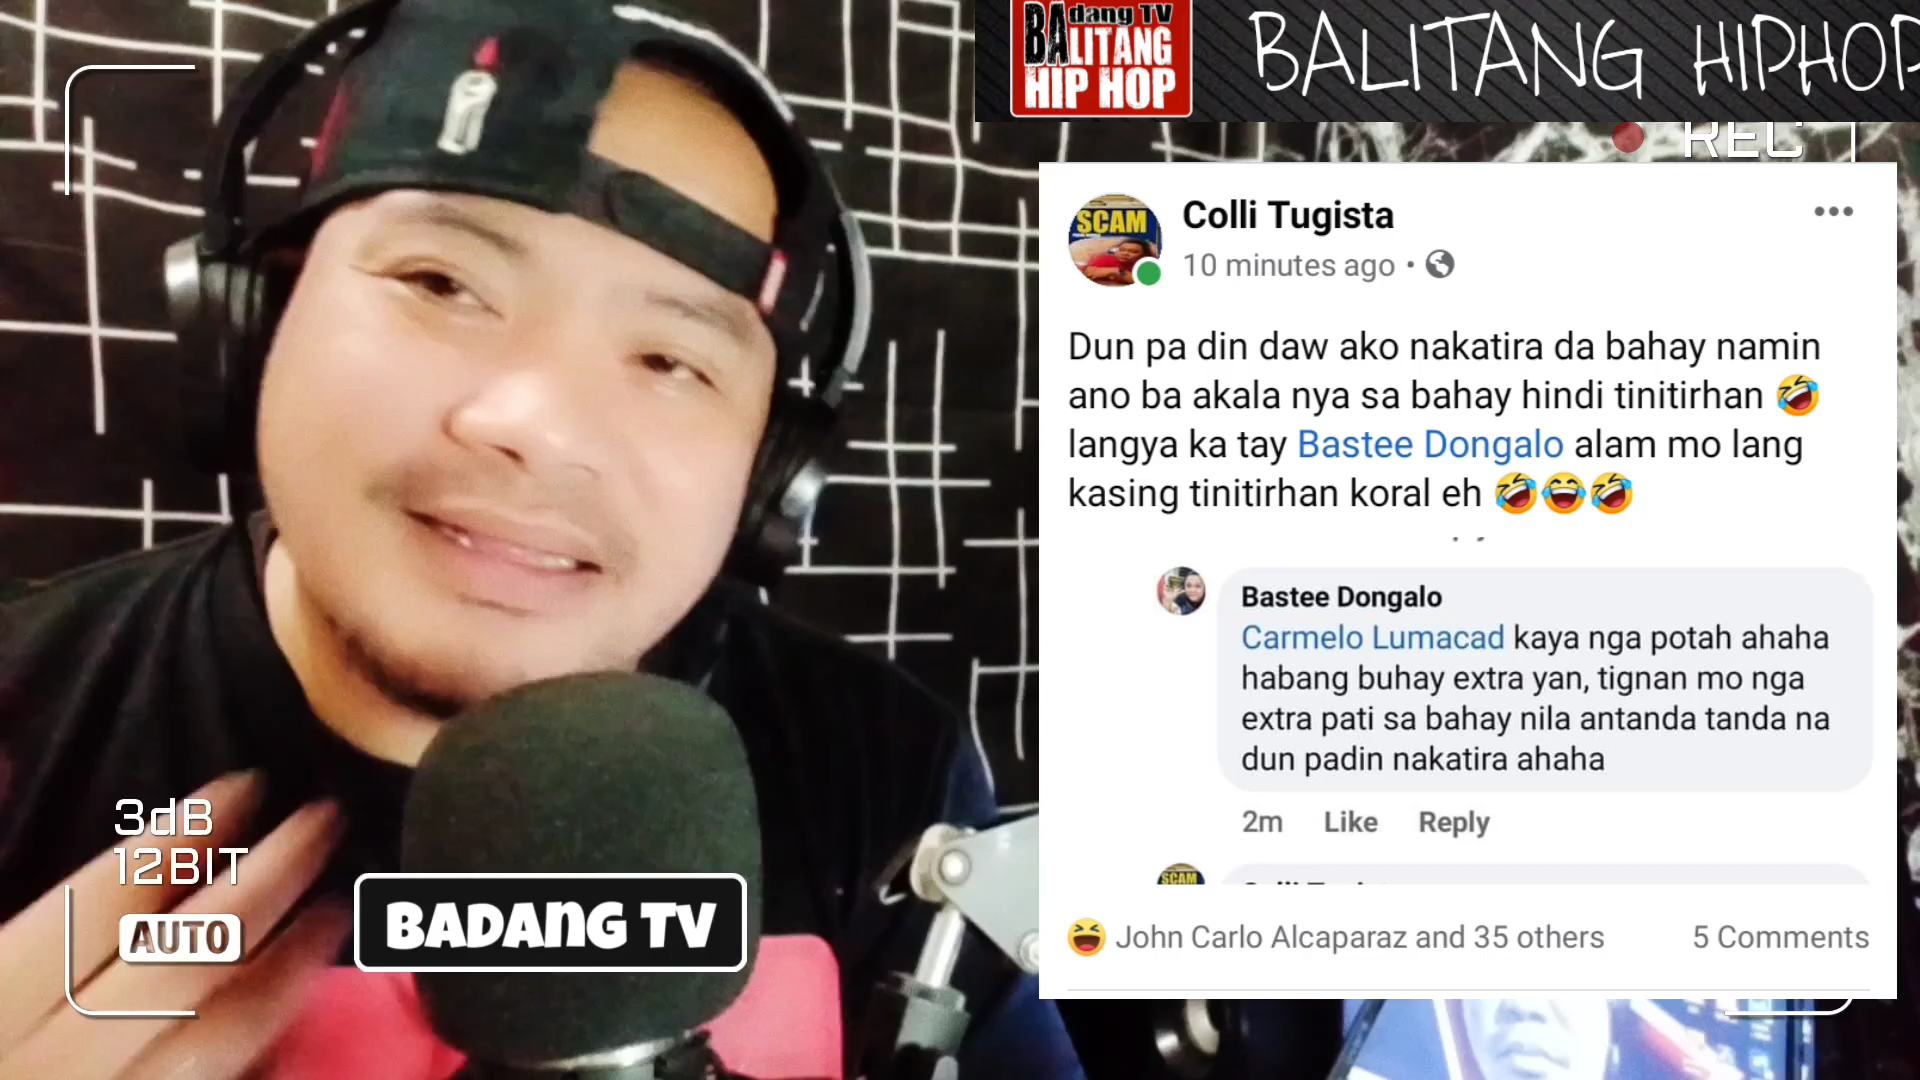 BAdang TV
BALITANG
HIP HOP
BALITANG HIPHOP
REC
SCAM
Colli Tugista
10 minutes ago
Dun pa din daw ako nakatira da bahay namin
ano ba akala nya sa bahay hindi tinitirhan 🤣
langya ka tay Bastee Dongalo alam mo lang
kasing tinitirhan koral eh 🤣😂🤣
Bastee Dongalo
Carmelo Lumacad kaya nga potah ahaha
habang buhay extra yan, tignan mo nga
extra pati sa bahay nila antanda tanda na
dun padin nakatira ahaha
2m Like Reply
SCAM
John Carlo Alcaparaz and 35 others 5 Comments
3dB
12BIT
AUTO
BADANG TV